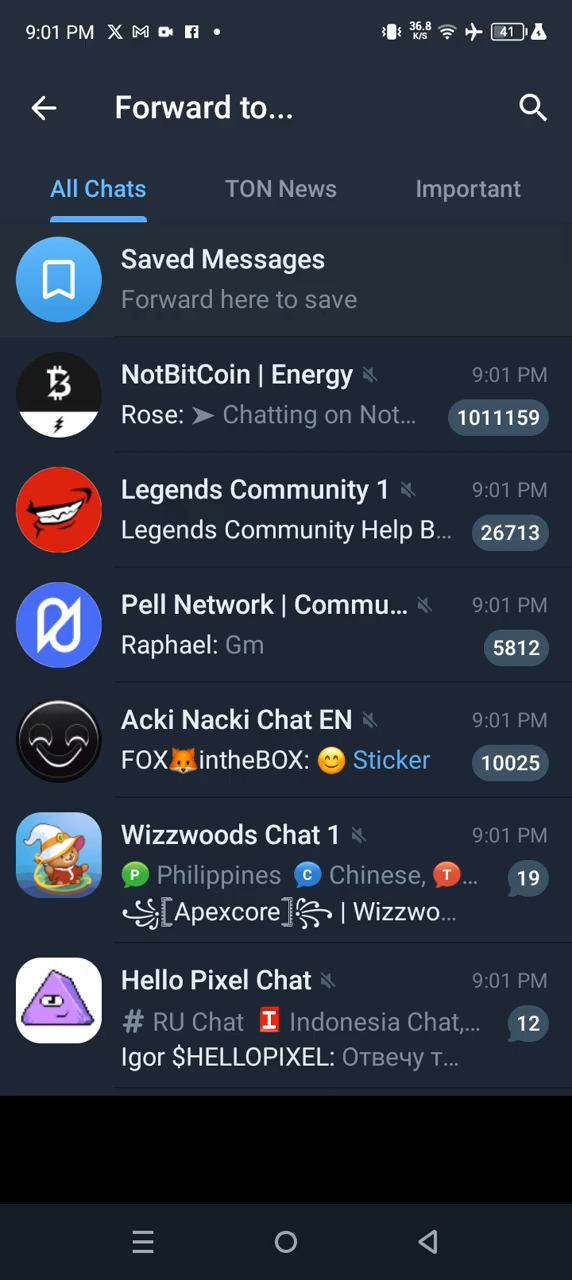 9:01 PM
36.8
K/S
41
Forward to...
All Chats
TON News
Important
Saved Messages
Forward here to save
NotBitCoin | Energy
9:01 PM
Rose: ➤ Chatting on Not...
1011159
Legends Community 1
9:01 PM
Legends Community Help B...
26713
Pell Network | Commu...
9:01 PM
Raphael: Gm
5812
Acki Nacki Chat EN
9:01 PM
FOX🦊intheBOX: 😊 Sticker
10025
Wizzwoods Chat 1
9:01 PM
P Philippines C Chinese, T...
19
꧁[Apexcore]꧂ | Wizzwo...
Hello Pixel Chat
9:01 PM
# RU Chat I Indonesia Chat,...
12
Igor $HELLOPIXEL: Отвечу т...